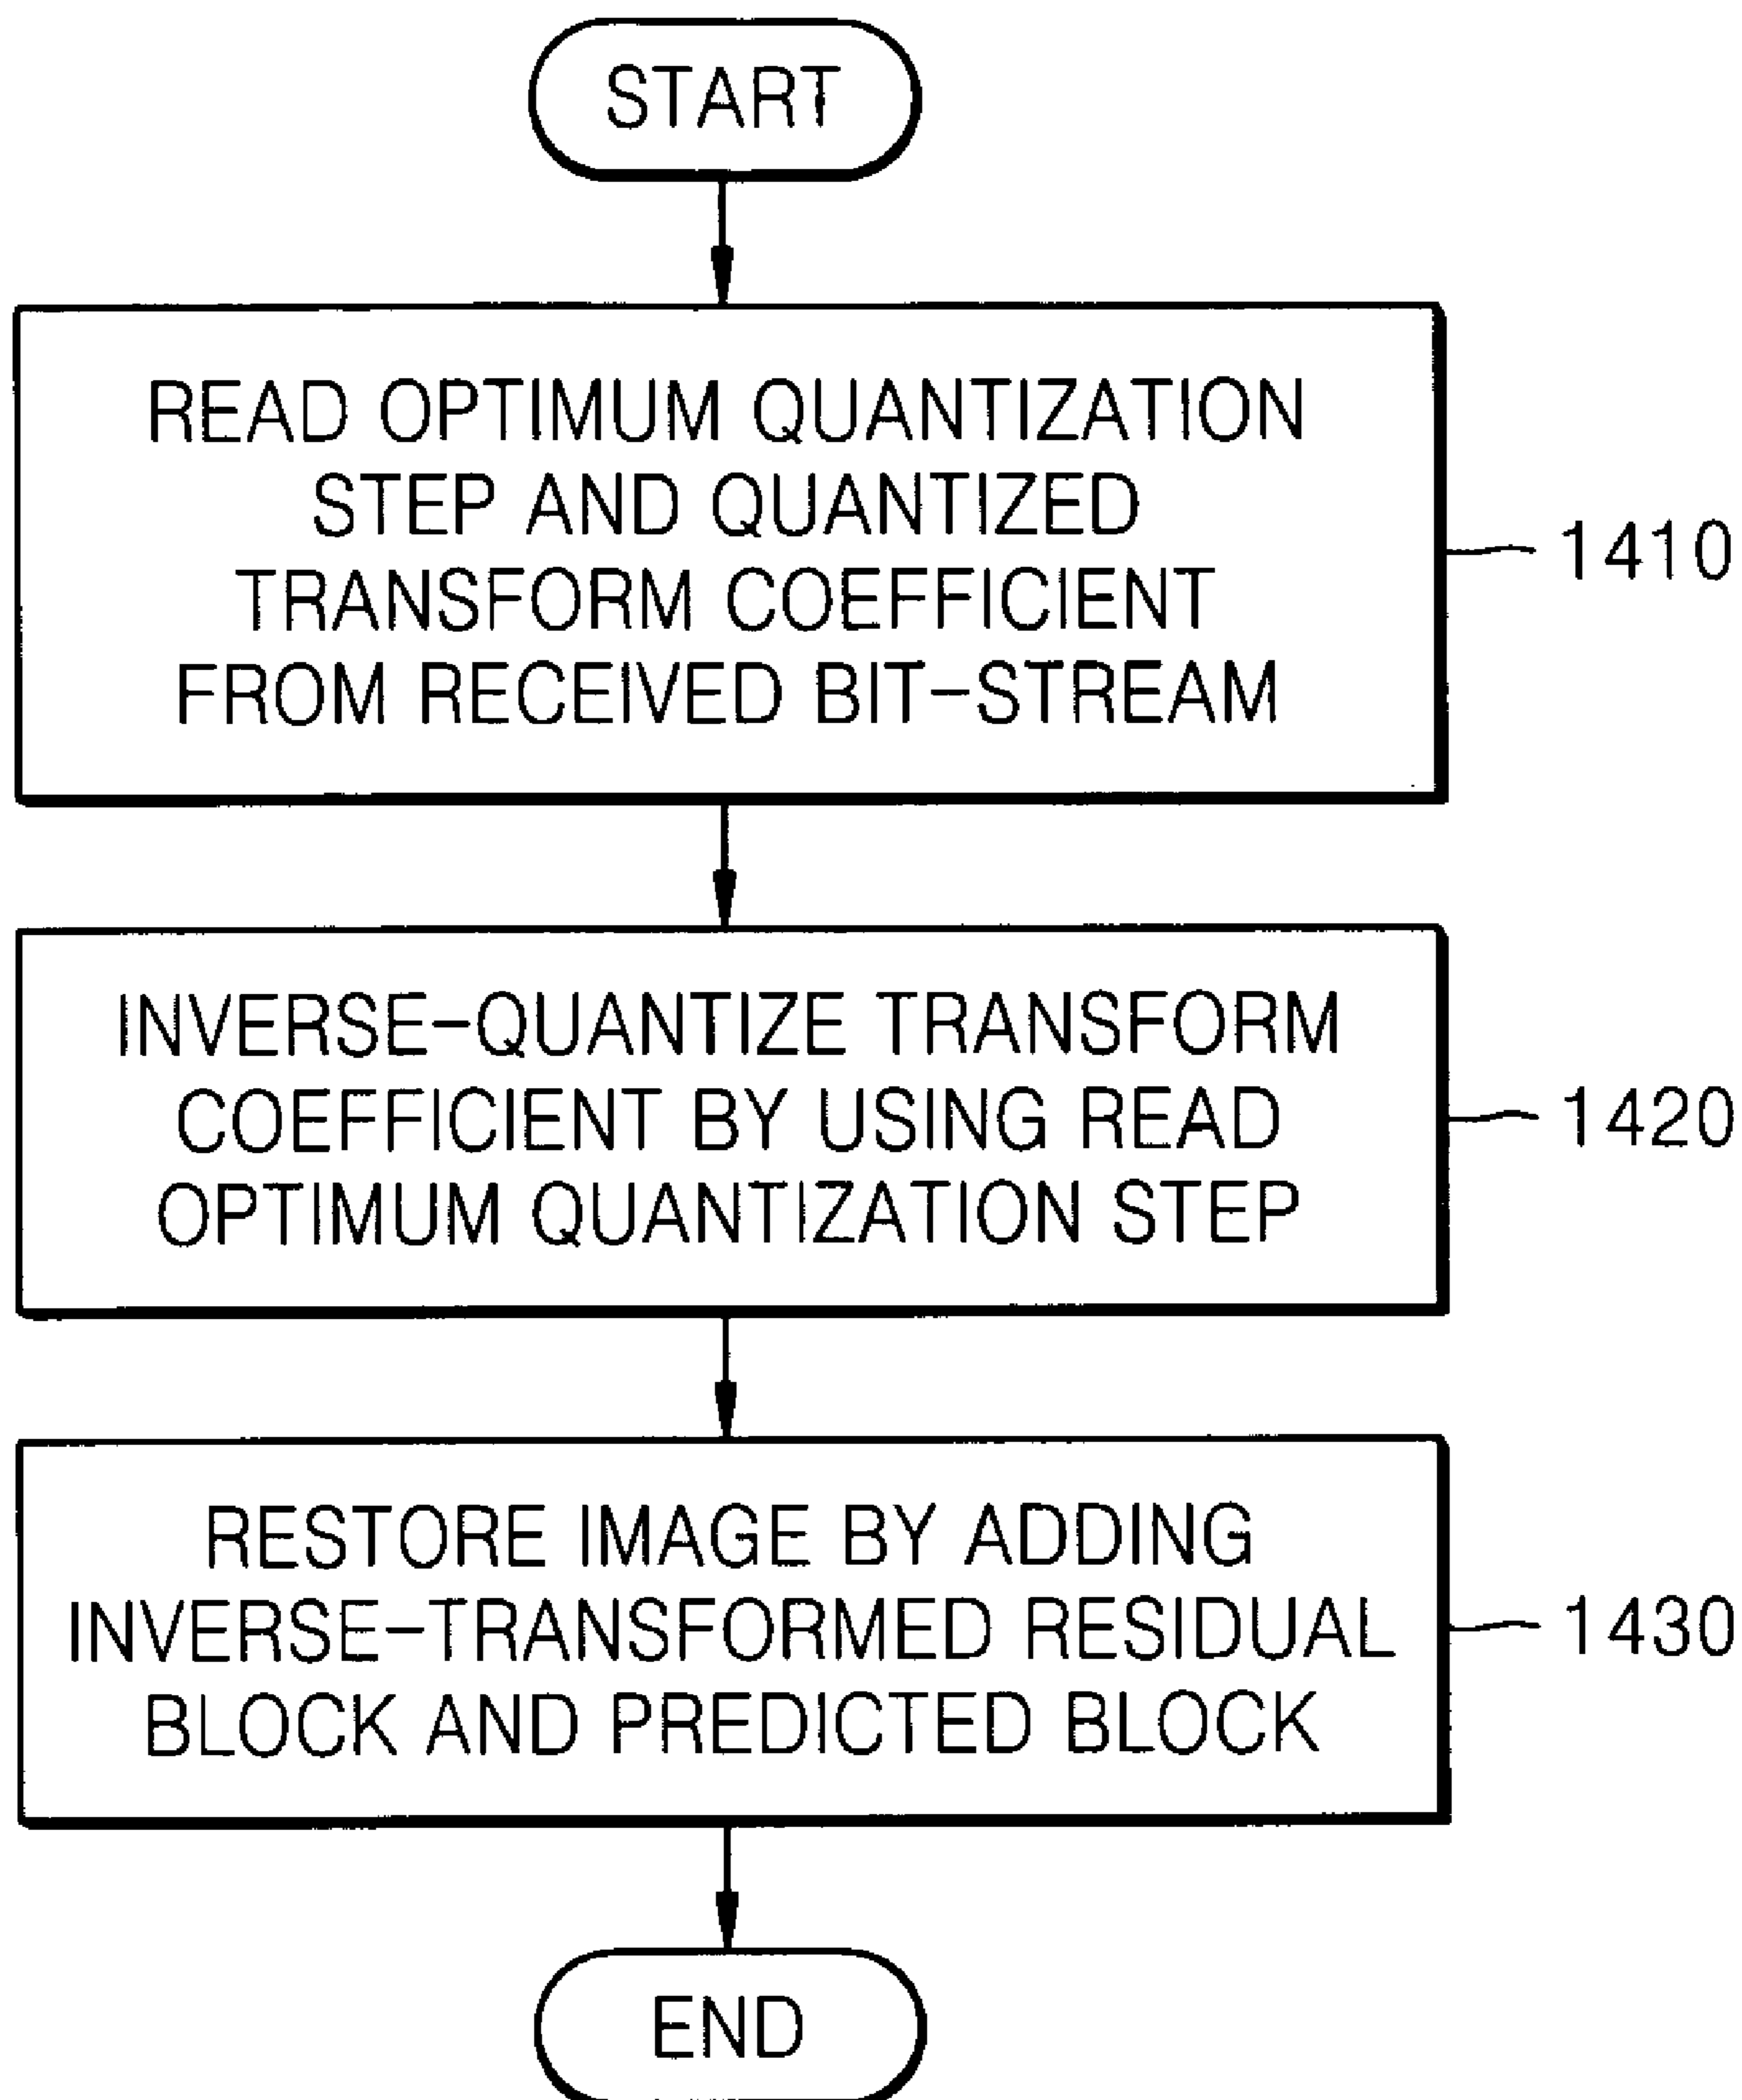 START
READ OPTIMUM QUANTIZATION
STEP AND QUANTIZED
TRANSFORM COEFFICIENT
FROM RECEIVED BIT-STREAM
1410
INVERSE-QUANTIZE TRANSFORM
COEFFICIENT BY USING READ
OPTIMUM QUANTIZATION STEP
1420
RESTORE IMAGE BY ADDING
INVERSE-TRANSFORMED RESIDUAL
BLOCK AND PREDICTED BLOCK
1430
END